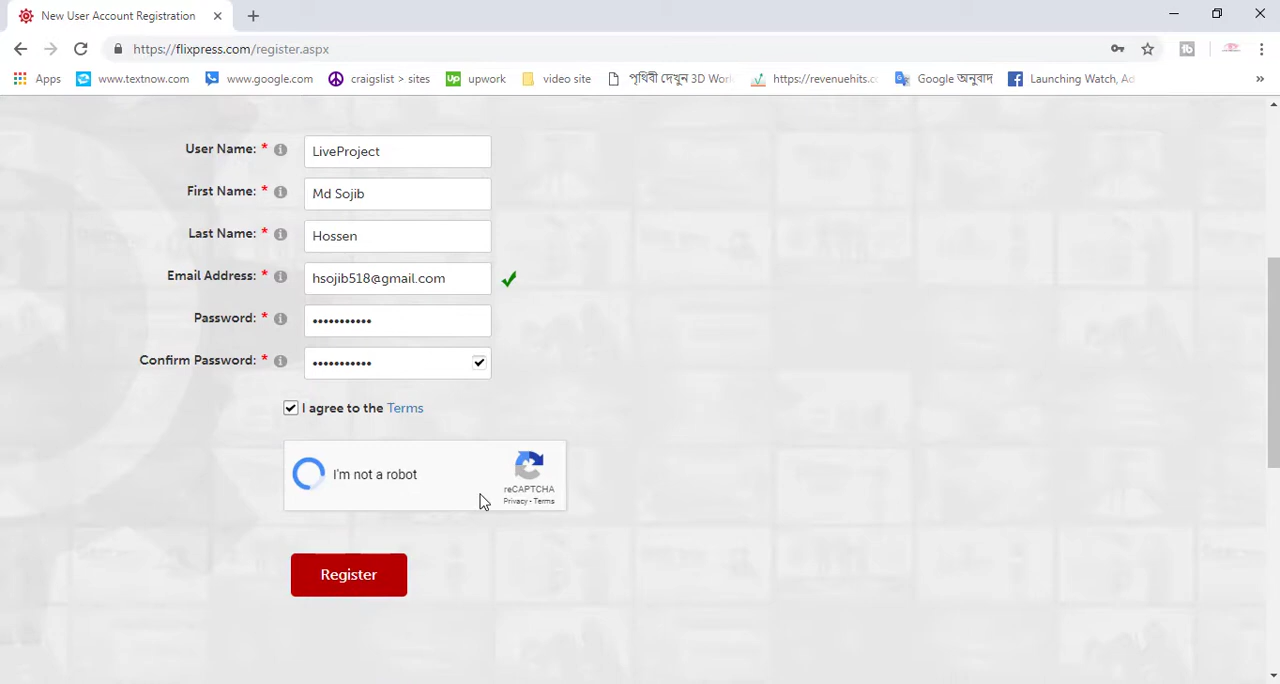 New User Account Registration
https://flixpress.com/register.aspx
Apps www.textnow.com www.google.com craigslist > sites Up upwork video site পৃথিবী দেখুন 3D Worl https://revenuehits.c Google অনুবাদ Launching Watch, Ad »
User Name: * LiveProject
First Name: * Md Sojib
Last Name: * Hossen
Email Address: * hsojib518@gmail.com
Password: * •••••••••••
Confirm Password: * •••••••••••
I agree to the Terms
I'm not a robot
reCAPTCHA
Privacy - Terms
Register